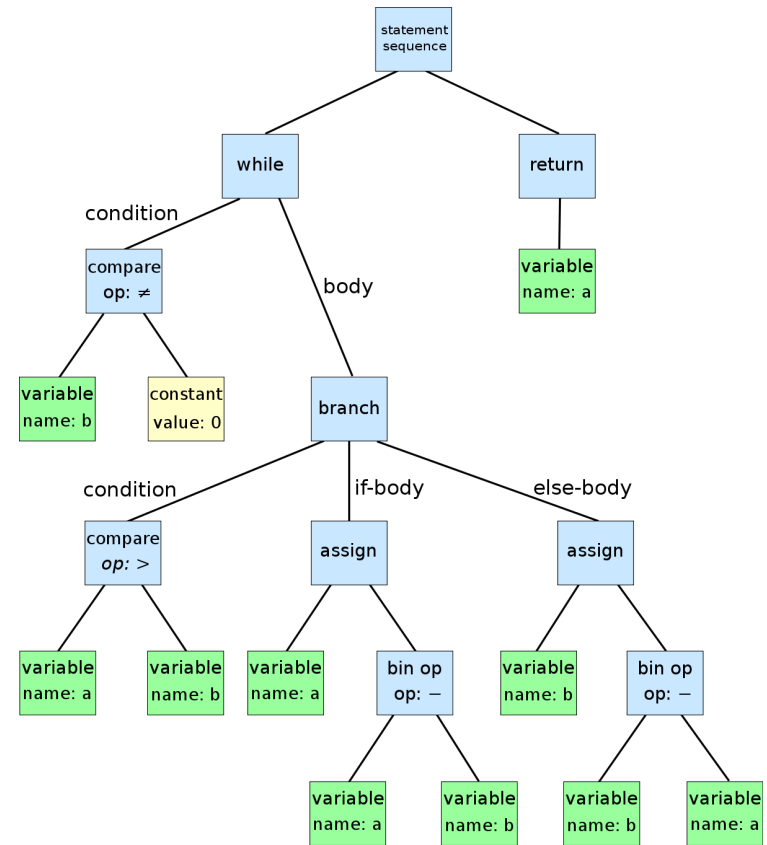 statement
sequence
while
return
condition
compare
op: ≠
body
variable
name: a
variable
name: b
constant
value: 0
branch
condition
if-body
else-body
compare
op: >
assign
assign
variable
name: a
variable
name: b
variable
name: a
bin op
op: −
variable
name: b
bin op
op: −
variable
name: a
variable
name: b
variable
name: b
variable
name: a